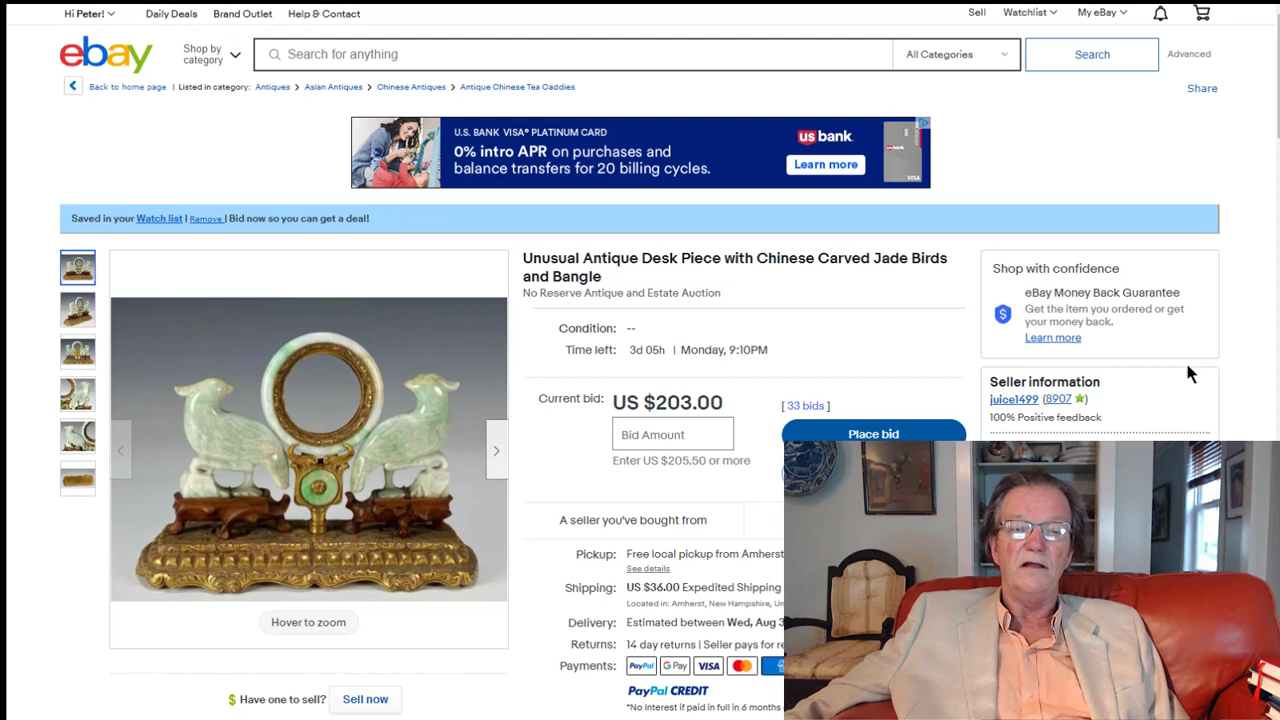 Hi Peter!
Daily Deals
Brand Outlet
Help & Contact
Sell
Watchlist
My eBay
ebay
Shop by
category
Search for anything
All Categories
Search
Advanced
Back to home page | Listed in category: Antiques > Asian Antiques > Chinese Antiques > Antique Chinese Tea Caddies
Share
U.S. BANK VISA® PLATINUM CARD
0% intro APR on purchases and
balance transfers for 20 billing cycles.
us bank
Learn more
Saved in your Watch list | Remove | Bid now so you can get a deal!
Unusual Antique Desk Piece with Chinese Carved Jade Birds
and Bangle
No Reserve Antique and Estate Auction
Condition: --
Time left: 3d 05h | Monday, 9:10PM
Current bid: US $203.00
[ 33 bids ]
Bid Amount
Place bid
Enter US $205.50 or more
A seller you've bought from
Pickup: Free local pickup from Amherst
See details
Shipping: US $36.00 Expedited Shipping
Located in: Amherst, New Hampshire, Un
Delivery: Estimated between Wed, Aug 3
Returns: 14 day returns | Seller pays for re
Payments: PayPal G Pay VISA
PayPal CREDIT
*No Interest if paid in full in 6 months
Shop with confidence
eBay Money Back Guarantee
Get the item you ordered or get
your money back.
Learn more
Seller information
juice1499 (8907)
100% Positive feedback
Hover to zoom
$ Have one to sell? Sell now